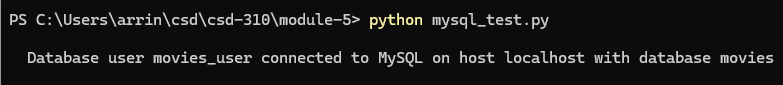 PS C:\Users\arrin\csd\csd-310\module-5> python mysql_test.py
Database user movies_user connected to MySQL on host localhost with database movies